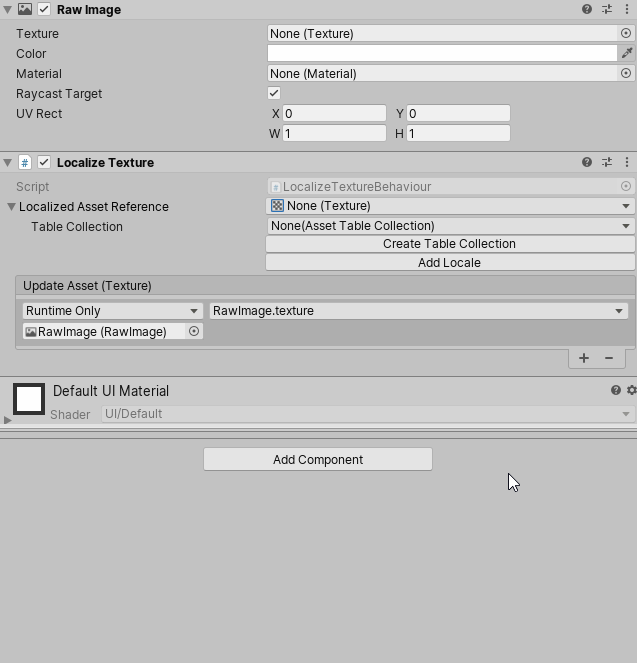 Raw Image
Texture None (Texture)
Color
Material None (Material)
Raycast Target
UV Rect X 0 Y 0
W 1 H 1
# Localize Texture
Script # LocalizeTextureBehaviour
Localized Asset Reference None (Texture)
Table Collection None(Asset Table Collection)
Create Table Collection
Add Locale
Update Asset (Texture)
Runtime Only RawImage.texture
RawImage (RawImage)
+ −
Default UI Material
Shader UI/Default
Add Component